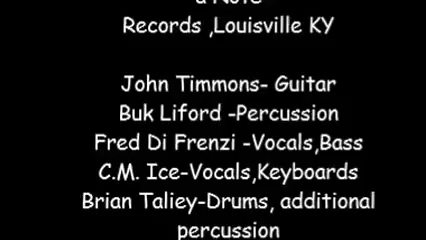 a Note
Records ,Louisville KY
John Timmons- Guitar
Buk Liford -Percussion
Fred Di Frenzi -Vocals,Bass
C.M. Ice-Vocals,Keyboards
Brian Taliey-Drums, additional
percussion